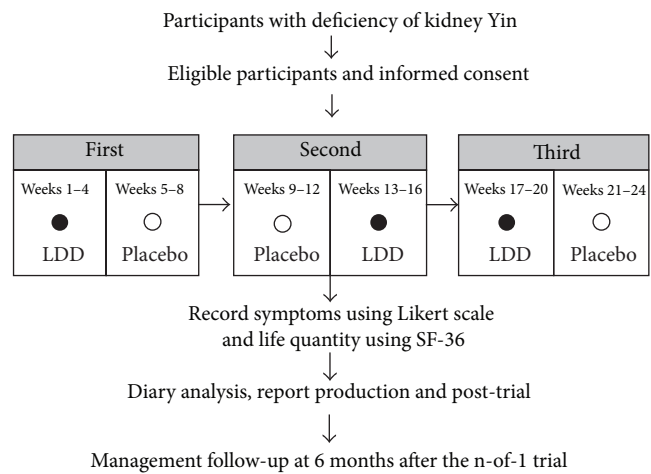 Participants with deficiency of kidney Yin
Eligible participants and informed consent
First
Second
Third
Weeks 1–4
Weeks 5–8
Weeks 9–12
Weeks 13–16
Weeks 17–20
Weeks 21–24
LDD
Placebo
Placebo
LDD
LDD
Placebo
Record symptoms using Likert scale
and life quantity using SF-36
Diary analysis, report production and post-trial
Management follow-up at 6 months after the n-of-1 trial